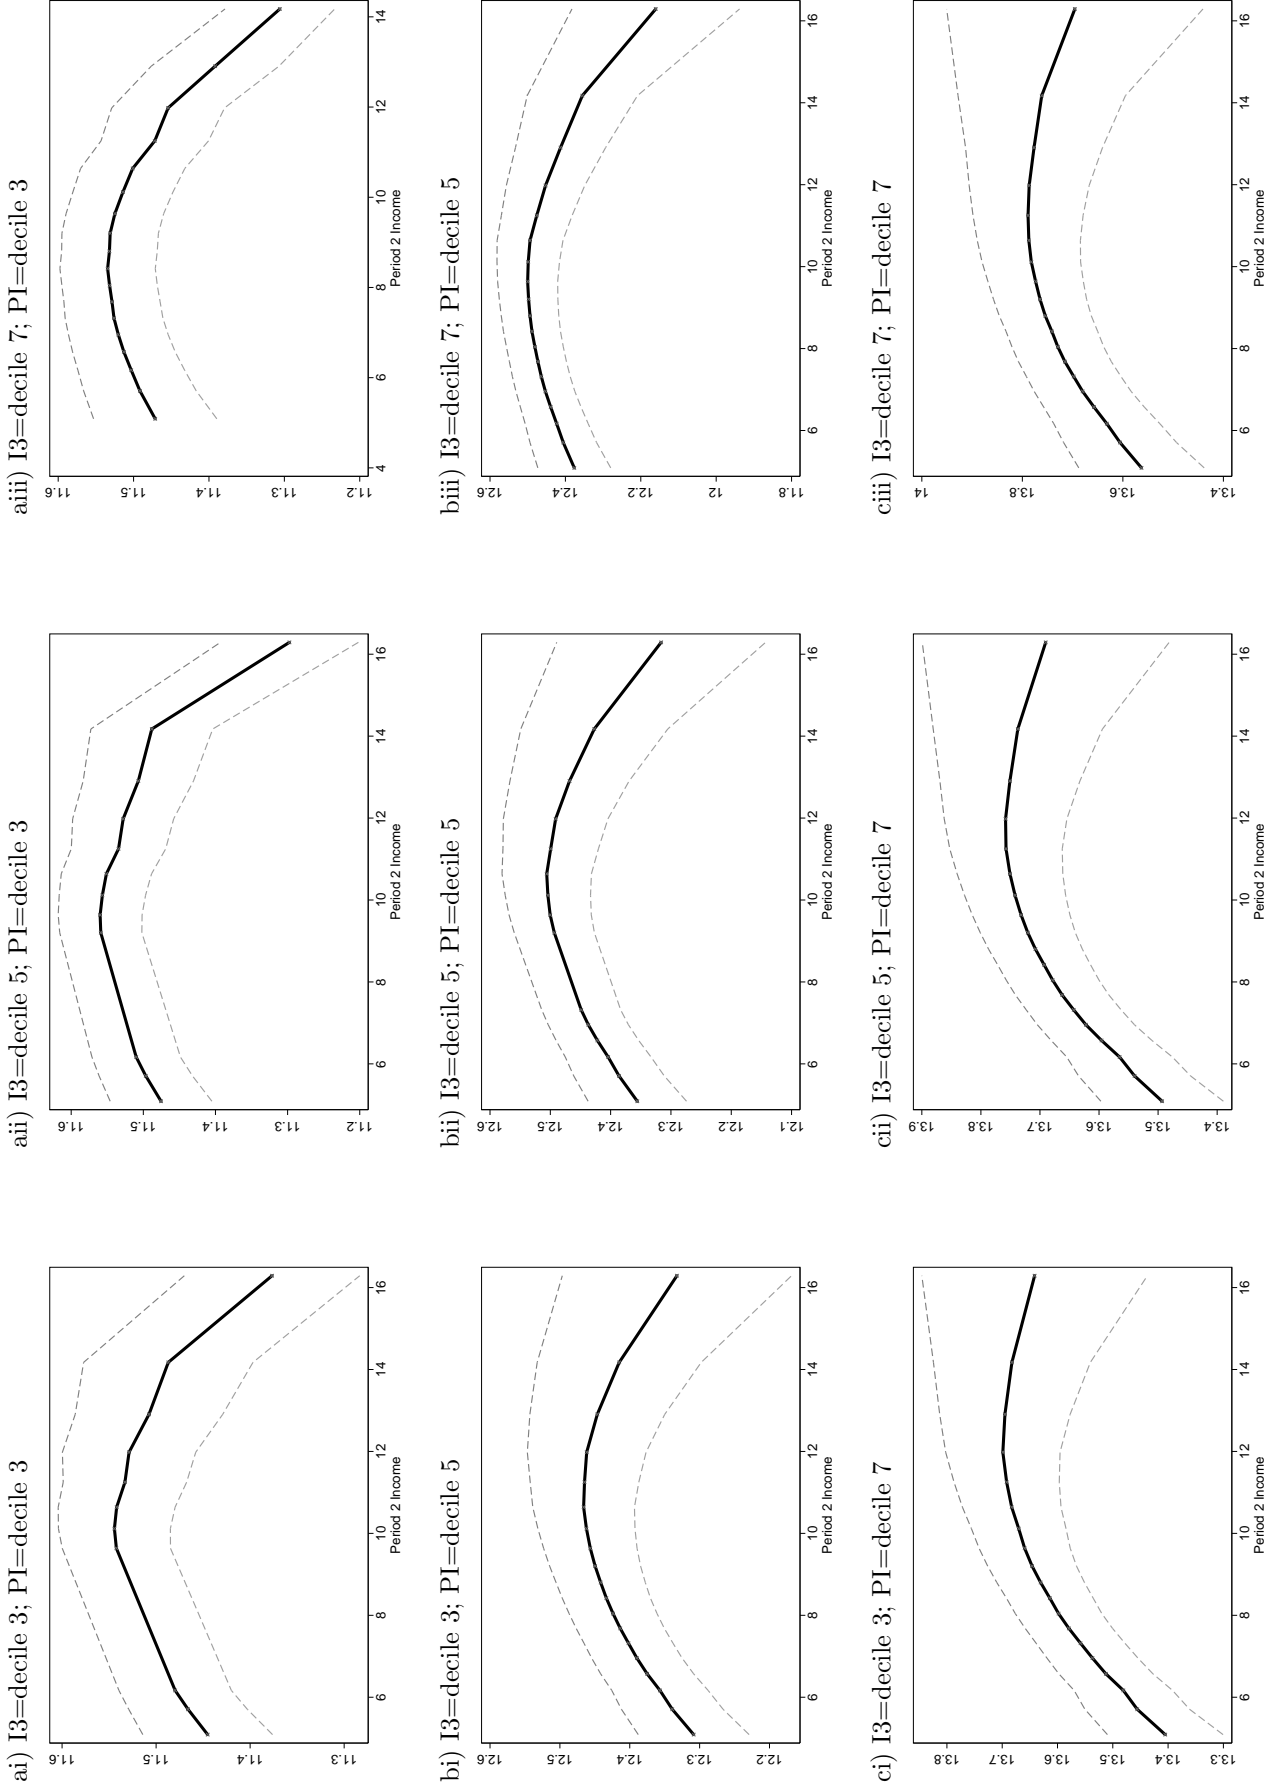 ai) I3=decile 3; PI=decile 3
11.6
11.5
11.4
11.3
6 8 10 12 14 16
Period 2 Income
aii) I3=decile 5; PI=decile 3
11.6
11.5
11.4
11.3
11.2
6 8 10 12 14 16
Period 2 Income
aiii) I3=decile 7; PI=decile 3
11.6
11.5
11.4
11.3
11.2
4 6 8 10 12 14
Period 2 Income
bi) I3=decile 3; PI=decile 5
12.6
12.5
12.4
12.3
12.2
6 8 10 12 14 16
Period 2 Income
bii) I3=decile 5; PI=decile 5
12.6
12.5
12.4
12.3
12.2
12.1
6 8 10 12 14 16
Period 2 Income
biii) I3=decile 7; PI=decile 5
12.6
12.4
12.2
12
11.8
6 8 10 12 14 16
Period 2 Income
ci) I3=decile 3; PI=decile 7
13.8
13.7
13.6
13.5
13.4
13.3
6 8 10 12 14 16
Period 2 Income
cii) I3=decile 5; PI=decile 7
13.9
13.8
13.7
13.6
13.5
13.4
6 8 10 12 14 16
Period 2 Income
ciii) I3=decile 7; PI=decile 7
14
13.8
13.6
13.4
6 8 10 12 14 16
Period 2 Income